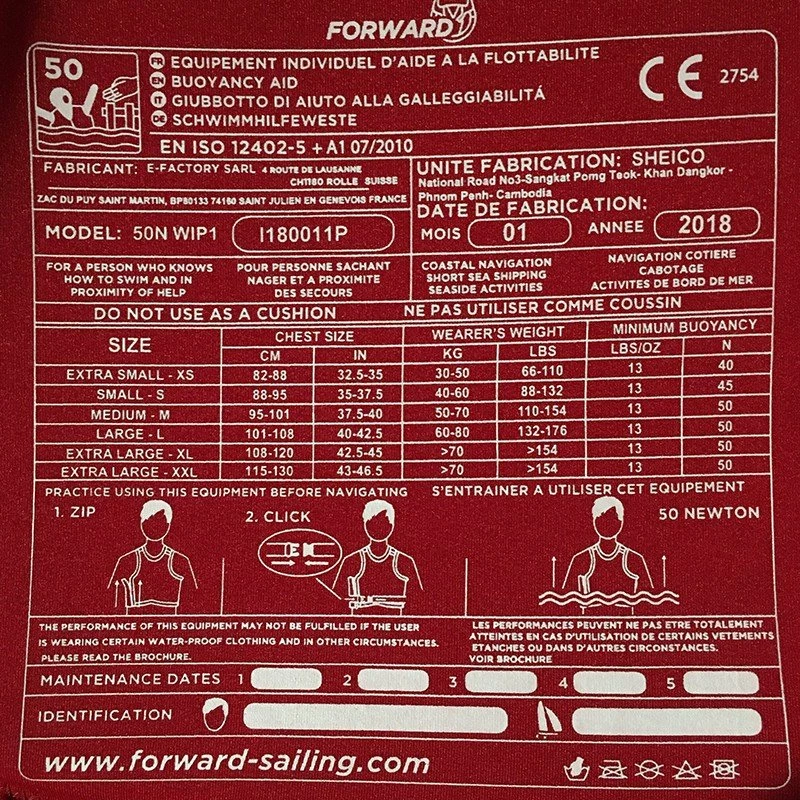 FORWARD
50
FR EQUIPEMENT INDIVIDUEL D'AIDE A LA FLOTTABILITE
EN BUOYANCY AID
IT GIUBBOTTO DI AIUTO ALLA GALLEGGIABILITÁ
DE SCHWIMMHILFEWESTE
CE 2754
EN ISO 12402-5 + A1 07/2010
FABRICANT: E-FACTORY SARL 4 ROUTE DE LAUSANNE
CH1180 ROLLE SUISSE
ZAC DU PUY SAINT MARTIN, BP80133 74160 SAINT JULIEN EN GENEVOIS FRANCE
UNITE FABRICATION: SHEICO
National Road No3-Sangkat Pomg Teok- Khan Dangkor -
Phnom Penh- Cambodia
DATE DE FABRICATION:
MODEL: 50N WIP1 I180011P
MOIS 01 ANNEE 2018
FOR A PERSON WHO KNOWS
HOW TO SWIM AND IN
PROXIMITY OF HELP
POUR PERSONNE SACHANT
NAGER ET A PROXIMITE
DES SECOURS
COASTAL NAVIGATION
SHORT SEA SHIPPING
SEASIDE ACTIVITIES
NAVIGATION COTIERE
CABOTAGE
ACTIVITES DE BORD DE MER
DO NOT USE AS A CUSHION NE PAS UTILISER COMME COUSSIN
SIZE CHEST SIZE WEARER'S WEIGHT MINIMUM BUOYANCY
CM IN KG LBS LBS/OZ N
EXTRA SMALL - XS 82-88 32.5-35 30-50 66-110 13 40
SMALL - S 88-95 35-37.5 40-60 88-132 13 45
MEDIUM - M 95-101 37.5-40 50-70 110-154 13 50
LARGE - L 101-108 40-42.5 60-80 132-176 13 50
EXTRA LARGE - XL 108-120 42.5-45 >70 >154 13 50
EXTRA LARGE - XXL 115-130 43-46.5 >70 >154 13 50
PRACTICE USING THIS EQUIPMENT BEFORE NAVIGATING S'ENTRAINER A UTILISER CET EQUIPEMENT
1. ZIP 2. CLICK 50 NEWTON
THE PERFORMANCE OF THIS EQUIPMENT MAY NOT BE FULFILLED IF THE USER
IS WEARING CERTAIN WATER-PROOF CLOTHING AND IN OTHER CIRCUMSTANCES.
PLEASE READ THE BROCHURE.
LES PERFORMANCES PEUVENT NE PAS ETRE TOTALEMENT
ATTEINTES EN CAS D'UTILISATION DE CERTAINS VETEMENTS
ETANCHES OU DANS D'AUTRES CIRCONSTANCES.
VOIR BROCHURE
MAINTENANCE DATES 1 2 3 4 5
IDENTIFICATION
www.forward-sailing.com